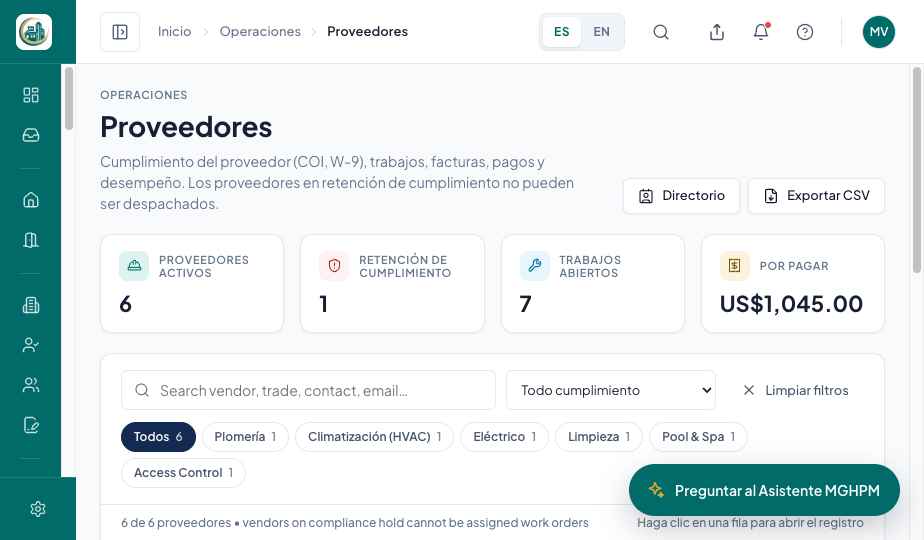 Inicio
Operaciones
Proveedores
ES
EN
MV
OPERACIONES
Proveedores
Cumplimiento del proveedor (COI, W-9), trabajos, facturas, pagos y
desempeño. Los proveedores en retención de cumplimiento no pueden
ser despachados.
Directorio
Exportar CSV
PROVEEDORES
ACTIVOS
6
RETENCIÓN DE
CUMPLIMIENTO
1
TRABAJOS
ABIERTOS
7
POR PAGAR
US$1,045.00
Search vendor, trade, contact, email...
Todo cumplimiento
Limpiar filtros
Todos 6
Plomería 1
Climatización (HVAC) 1
Eléctrico 1
Limpieza 1
Pool & Spa 1
Access Control 1
Preguntar al Asistente MGHPM
6 de 6 proveedores • vendors on compliance hold cannot be assigned work orders
Haga clic en una fila para abrir el registro